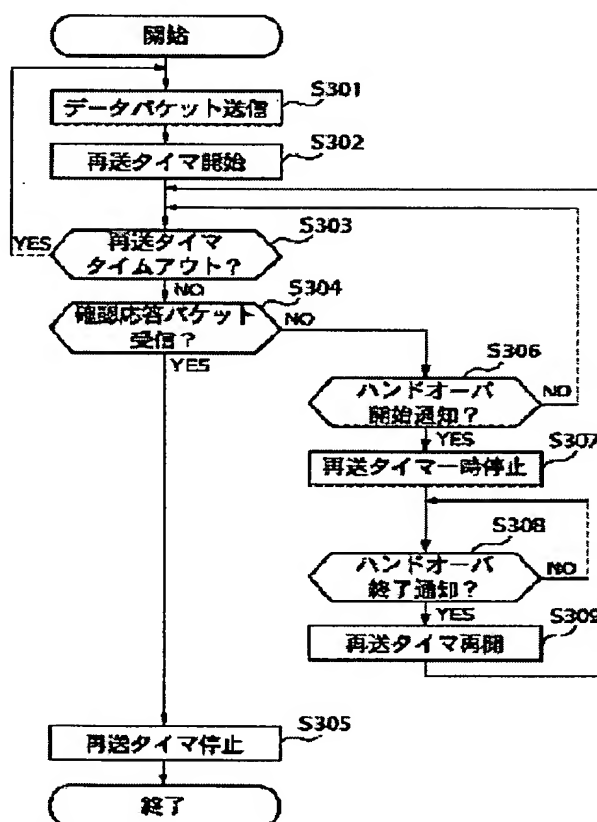 開始
S301
データパケット送信
S302
再送タイマ開始
S303
再送タイマ
タイムアウト?
YES
NO
S304
確認応答パケット
受信?
NO
YES
S306
ハンドオーバ
開始通知?
NO
YES
S307
再送タイマ一時停止
S308
ハンドオーバ
終了通知?
NO
YES
S309
再送タイマ再開
S305
再送タイマ停止
終了